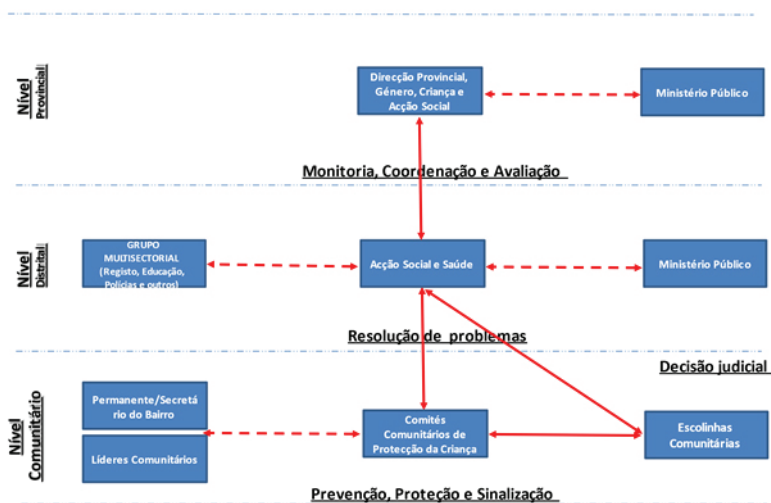 Nível
Provincial
Direcção Provincial,
Género, Criança e
Acção Social
Ministério Público
Monitoria, Coordenação e Avaliação
Nível
Distrital
GRUPO
MULTISECTORIAL
(Registo, Educação,
Polícias e outros)
Acção Social e Saúde
Ministério Público
Resolução de problemas
Decisão judicial
Nível
Comunitário
Permanente/Secretá
rio do Bairro
Líderes Comunitários
Comités
Comunitários de
Protecção da Criança
Escolinhas
Comunitárias
Prevenção, Proteção e Sinalização